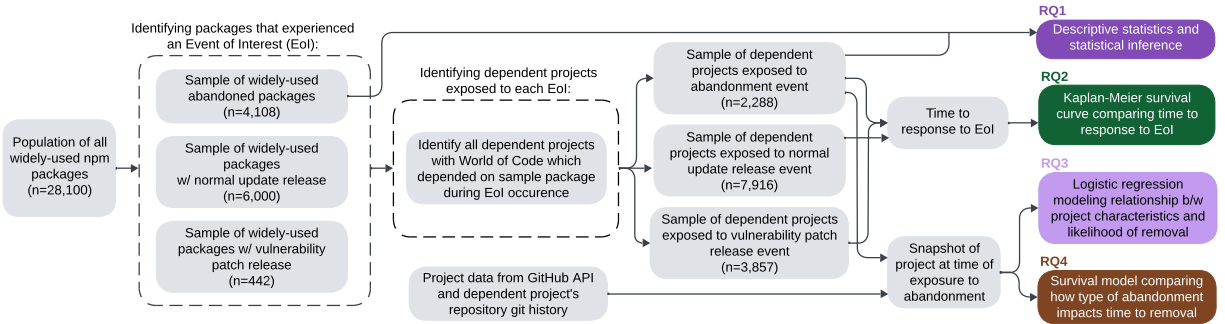 Population of all
widely-used npm
packages
(n=28,100)
Identifying packages that experienced
an Event of Interest (EoI):
Sample of widely-used
abandoned packages
(n=4,108)
Sample of widely-used
packages
w/ normal update release
(n=6,000)
Sample of widely-used
packages w/ vulnerability
patch release
(n=442)
Identifying dependent projects
exposed to each EoI:
Identify all dependent projects
with World of Code which
depended on sample package
during EoI occurence
Project data from GitHub API
and dependent project's
repository git history
Sample of dependent
projects exposed to
abandonment event
(n=2,288)
Sample of dependent
projects exposed to normal
update release event
(n=7,916)
Sample of dependent projects
exposed to vulnerability patch
release event
(n=3,857)
Time to
response to EoI
Snapshot of
project at time of
exposure to
abandonment
RQ1
Descriptive statistics and
statistical inference
RQ2
Kaplan-Meier survival
curve comparing time to
response to EoI
RQ3
Logistic regression
modeling relationship b/w
project characteristics and
likelihood of removal
RQ4
Survival model comparing
how type of abandonment
impacts time to removal